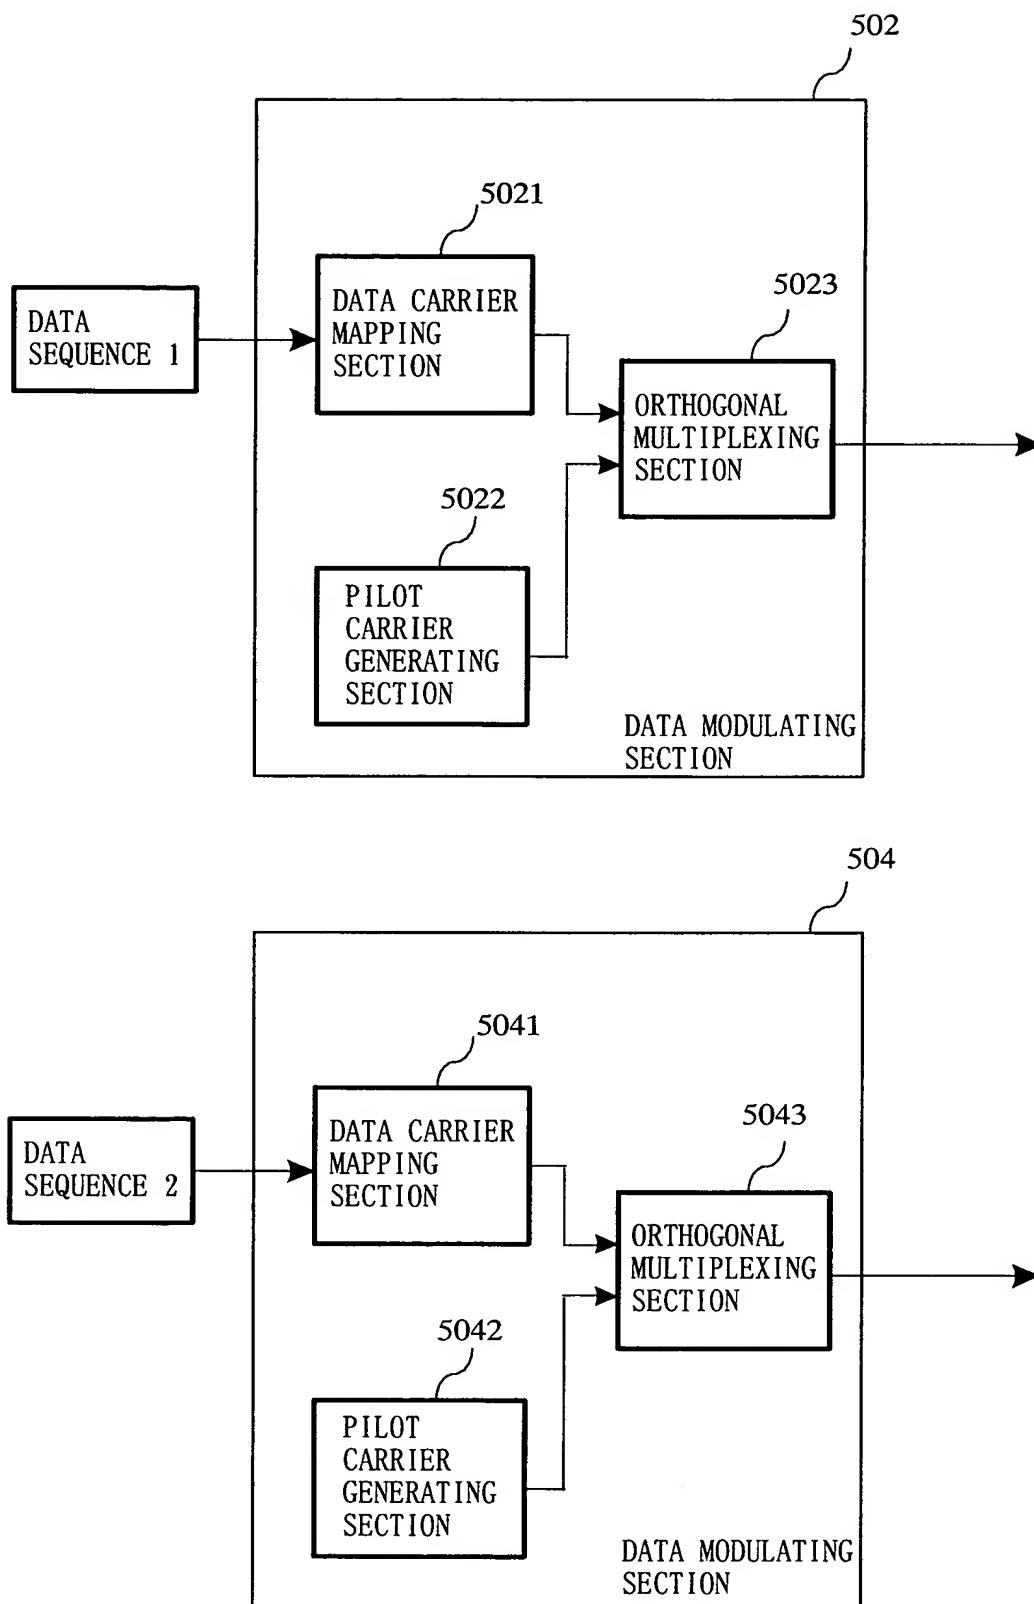 502
5021
DATA CARRIER
MAPPING
SECTION
DATA
SEQUENCE 1
5023
ORTHOGONAL
MULTIPLEXING
SECTION
5022
PILOT
CARRIER
GENERATING
SECTION
DATA MODULATING
SECTION
504
5041
DATA CARRIER
MAPPING
SECTION
DATA
SEQUENCE 2
5043
ORTHOGONAL
MULTIPLEXING
SECTION
5042
PILOT
CARRIER
GENERATING
SECTION
DATA MODULATING
SECTION